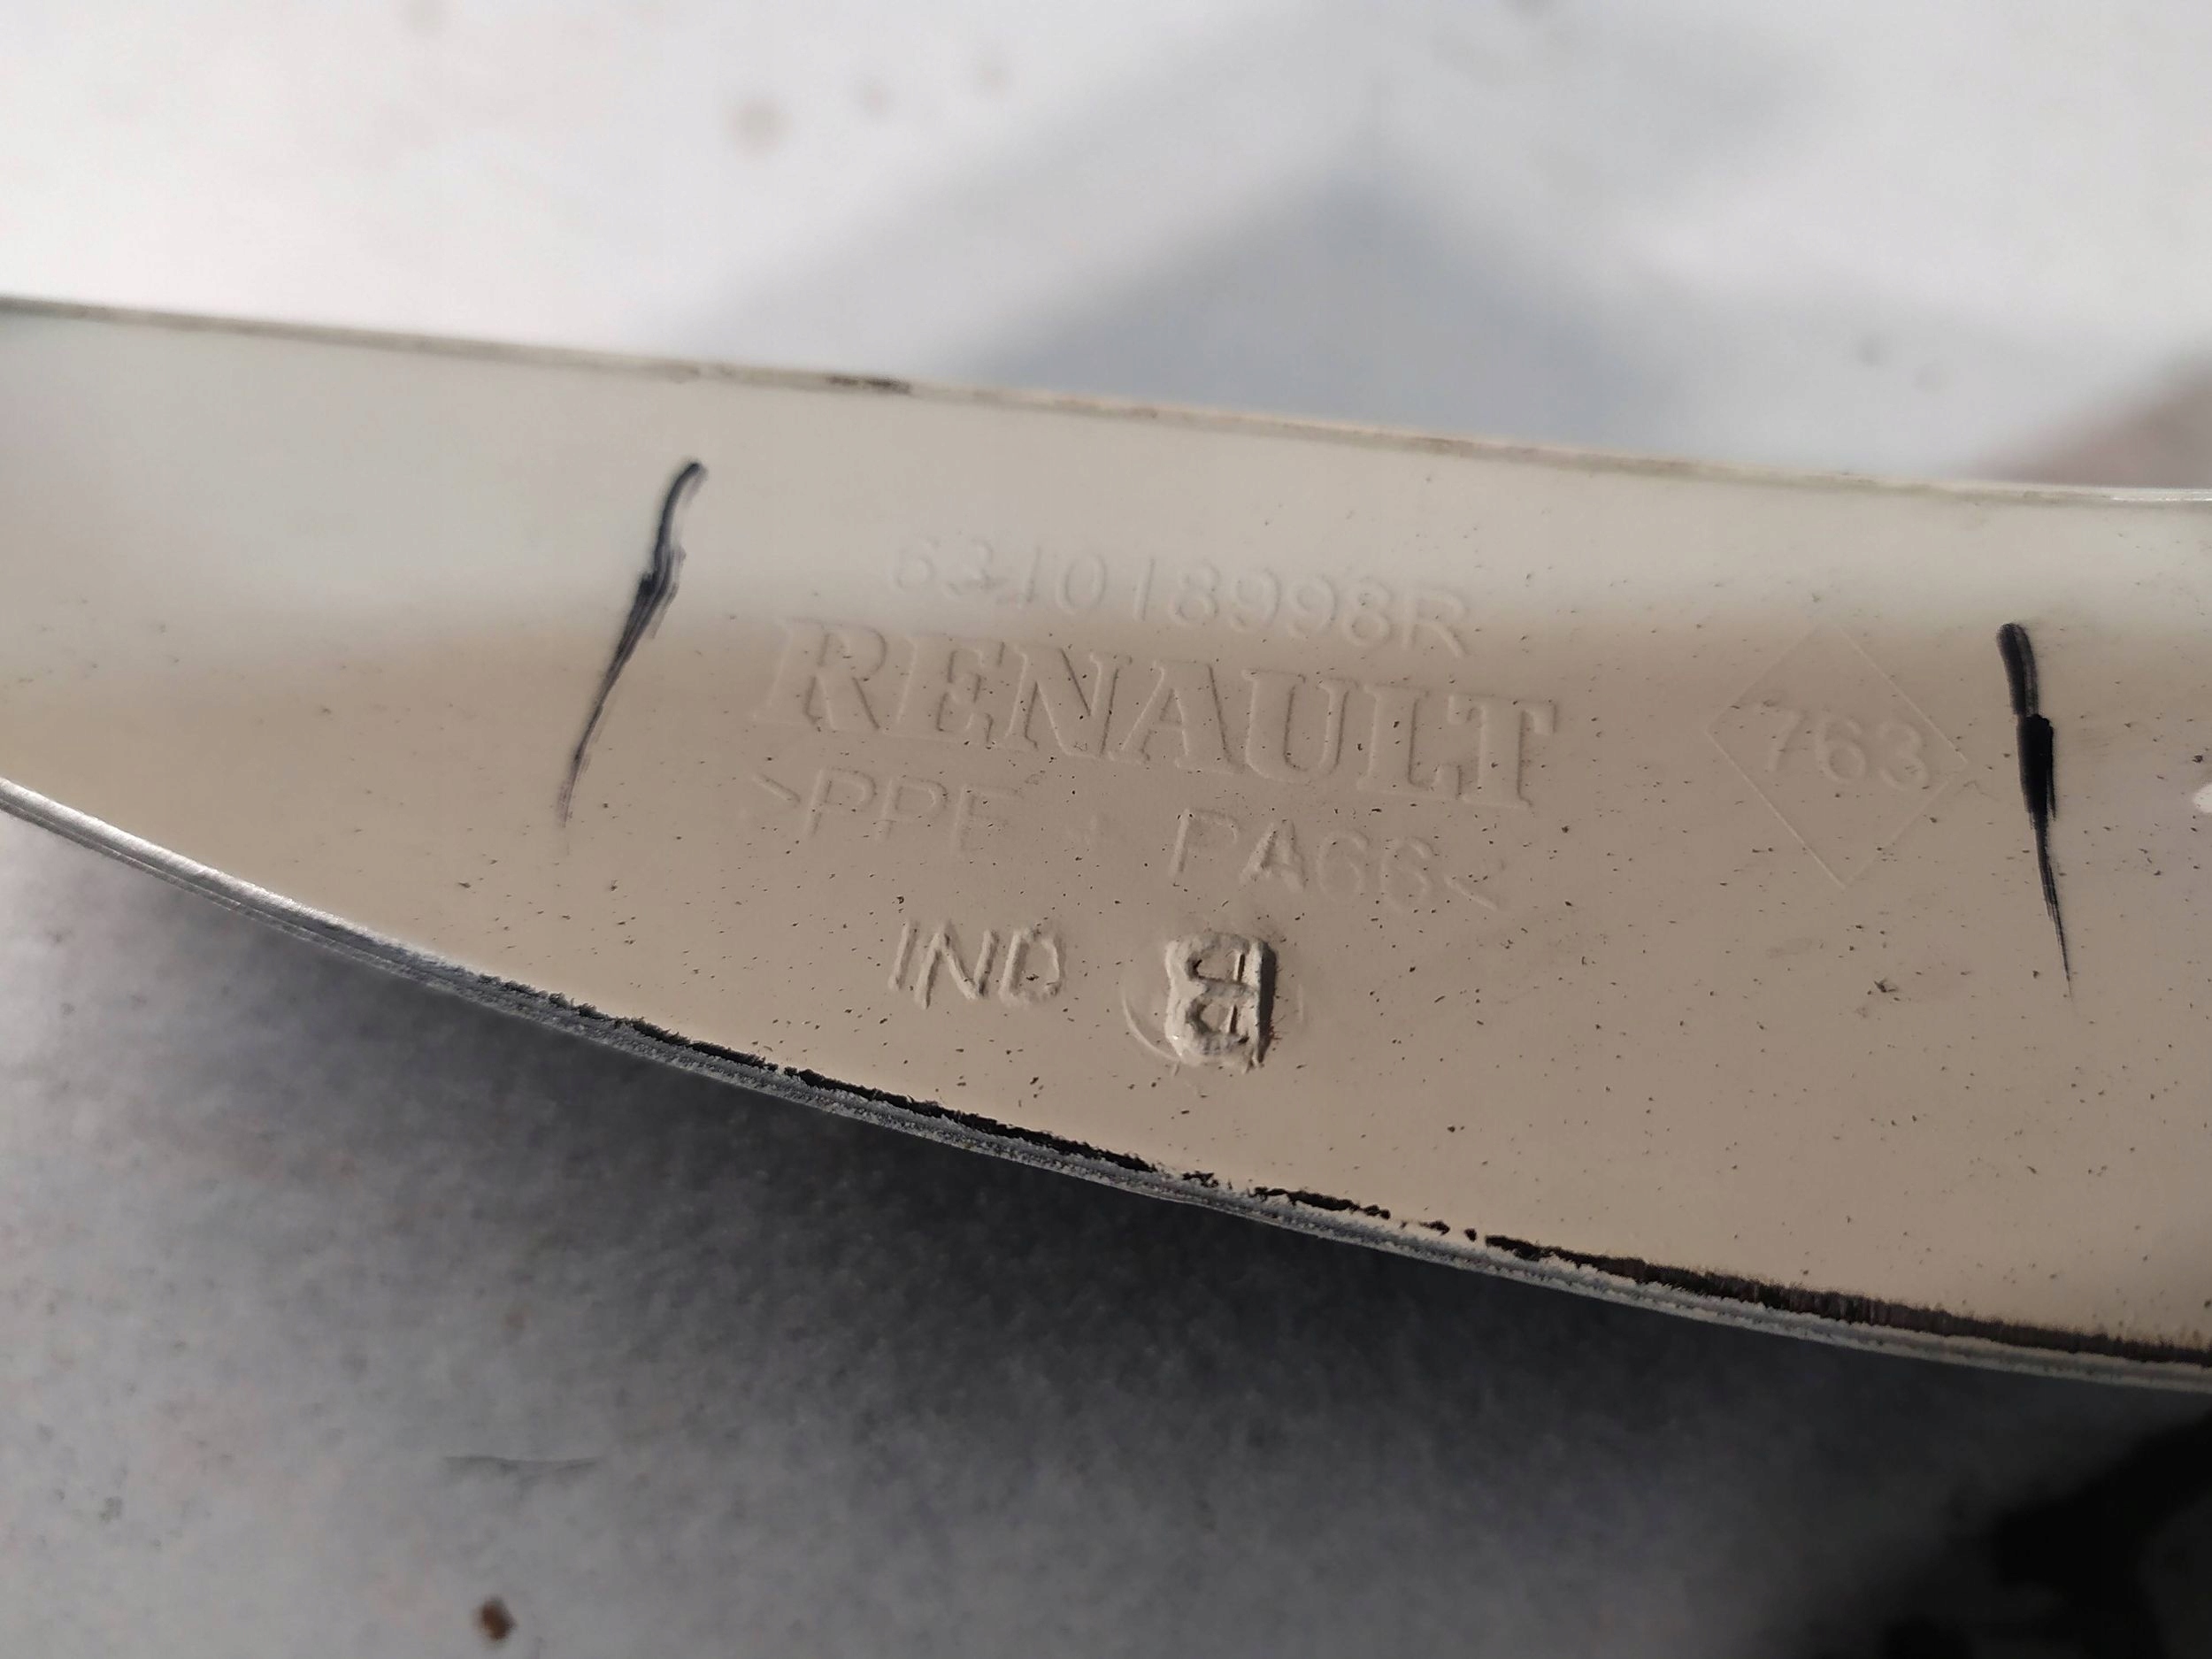 631018998R
RENAULT
763
>PPE + PA66<
IND B